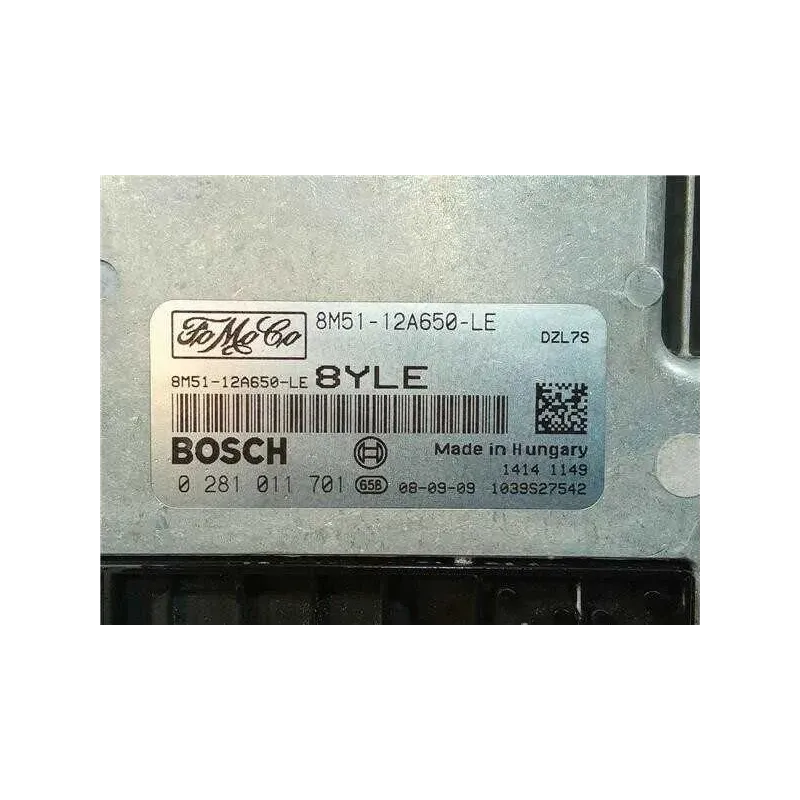 FoMoCo 8M51-12A650-LE DZL7S
8M51-12A650-LE 8YLE
BOSCH Made in Hungary
1414 1149
0 281 011 701 65B 08-09-09 1039S27542